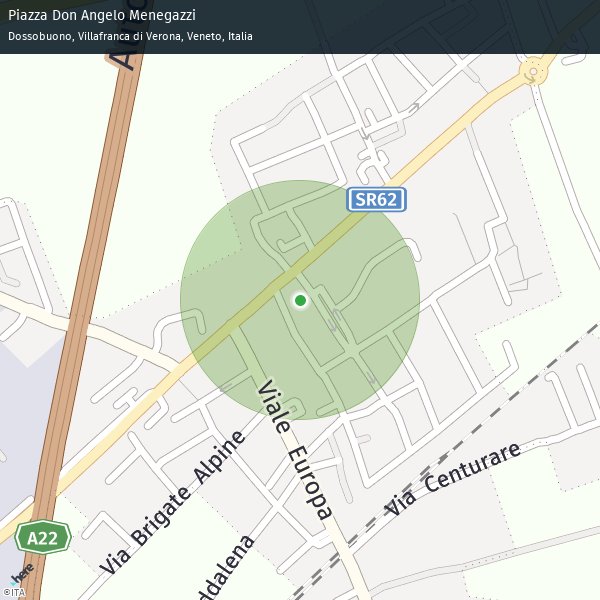 Piazza Don Angelo Menegazzi
Dossobuono, Villafranca di Verona, Veneto, Italia
SR62
Viale Europa
Via Brigate Alpine
Via Centurare
A22
ddalena
here
©ITA